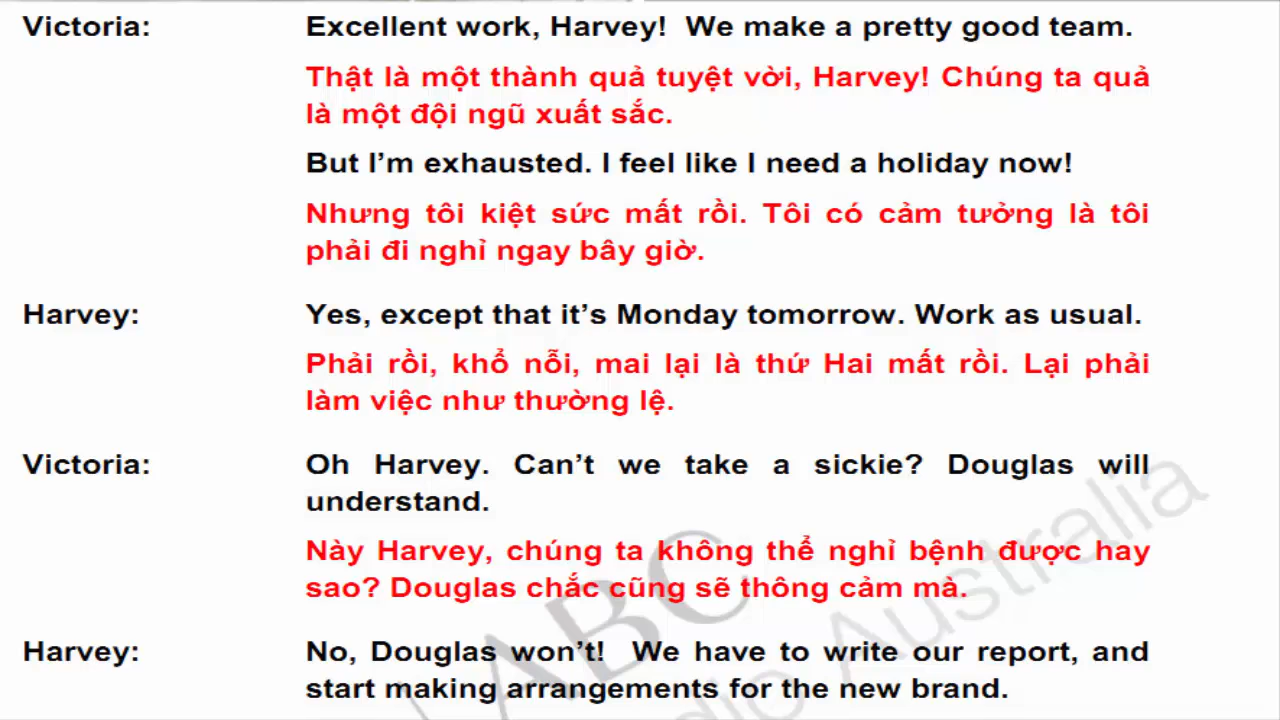 Victoria: Excellent work, Harvey! We make a pretty good team.
Thật là một thành quả tuyệt vời, Harvey! Chúng ta quả
là một đội ngũ xuất sắc.
But I'm exhausted. I feel like I need a holiday now!
Nhưng tôi kiệt sức mất rồi. Tôi có cảm tưởng là tôi
phải đi nghỉ ngay bây giờ.
Harvey: Yes, except that it's Monday tomorrow. Work as usual.
Phải rồi, khổ nỗi, mai lại là thứ Hai mất rồi. Lại phải
làm việc như thường lệ.
Victoria: Oh Harvey. Can't we take a sickie? Douglas will
understand.
Này Harvey, chúng ta không thể nghỉ bệnh được hay
sao? Douglas chắc cũng sẽ thông cảm mà.
Harvey: No, Douglas won't! We have to write our report, and
start making arrangements for the new brand.
ABC
Australia